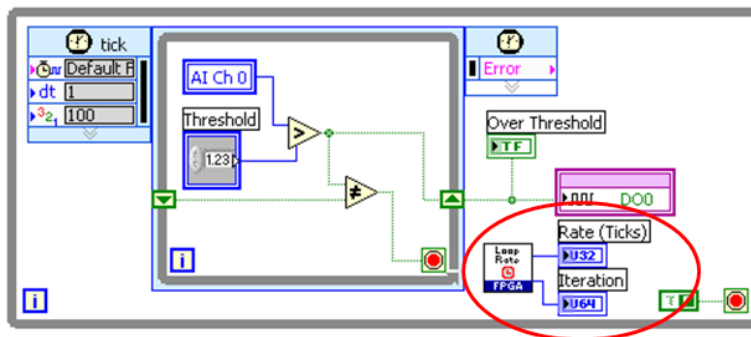 tick
Default F
dt 1
321 100
Error
AI Ch 0
Threshold
1.23
>
≠
i
Over Threshold
TF
DO0
Loop
Rate
FPGA
Rate (Ticks)
U32
Iteration
U64
i